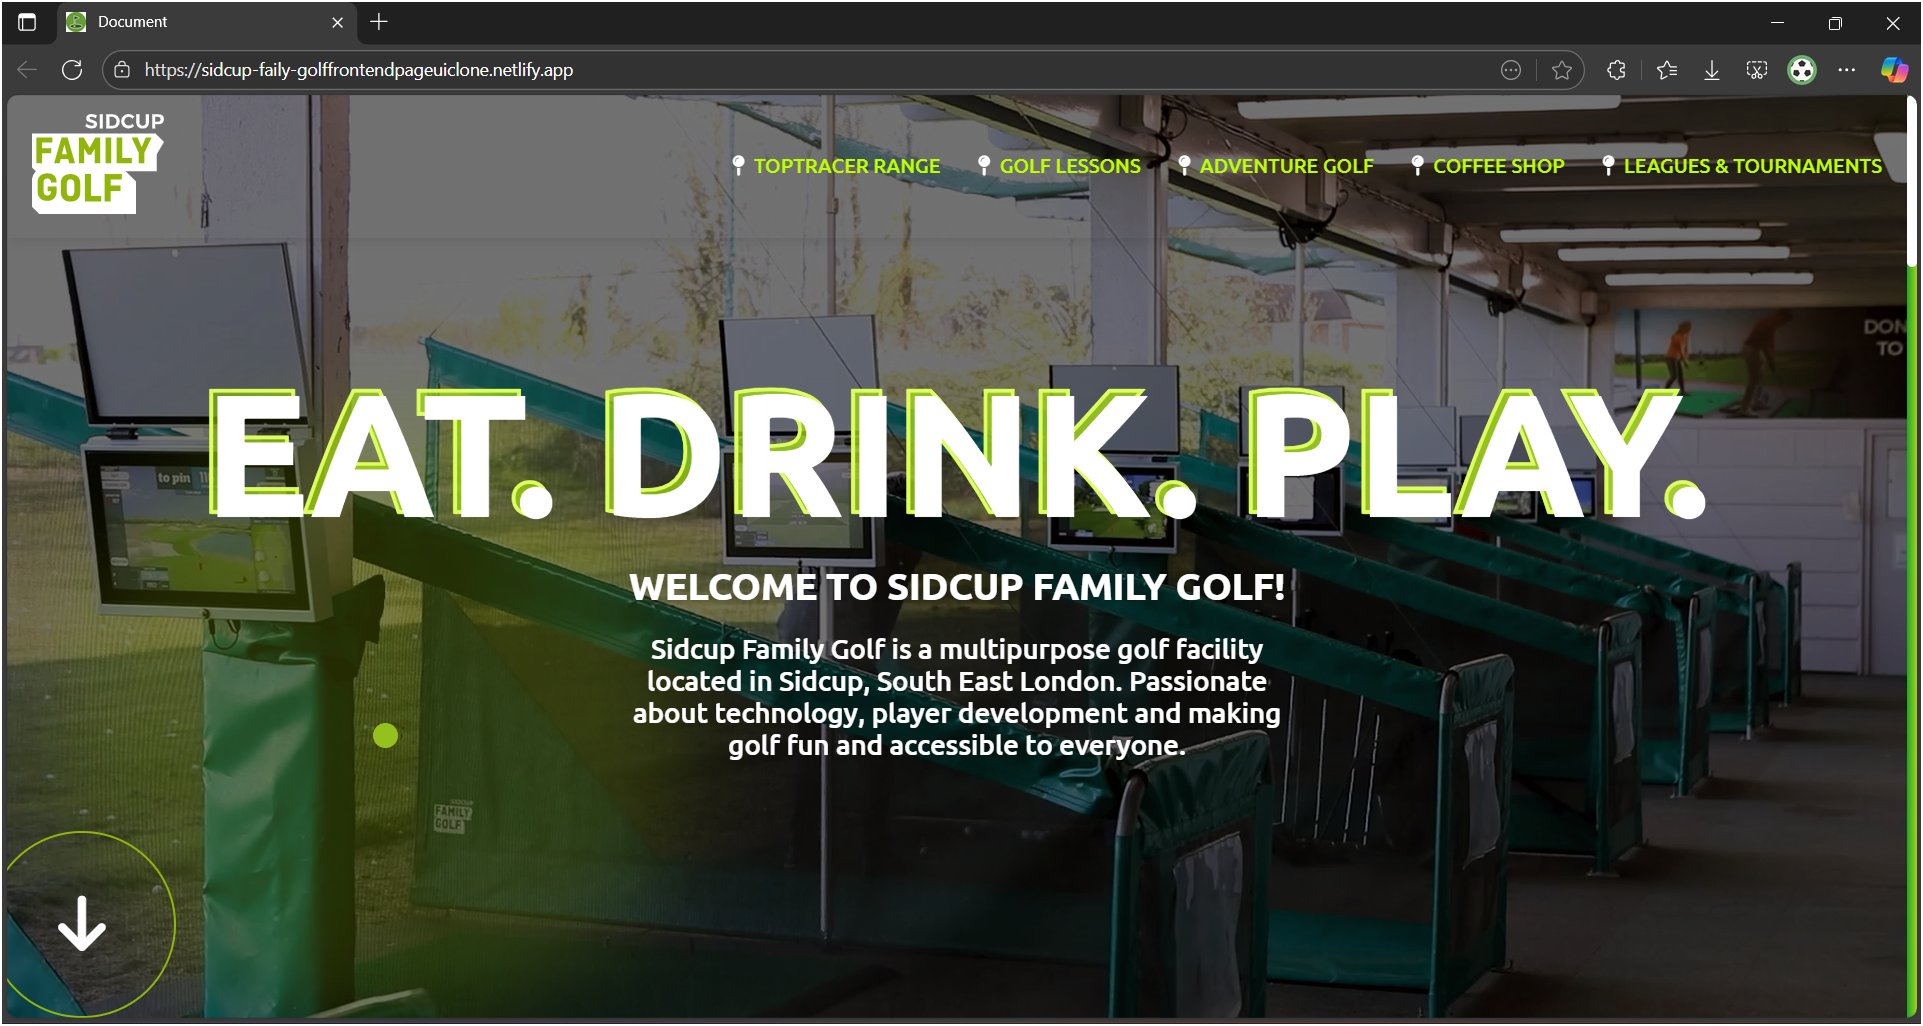 Document
https://sidcup-faily-golffrontendpageuiclone.netlify.app
SIDCUP
FAMILY
GOLF
TOPTRACER RANGE
GOLF LESSONS
ADVENTURE GOLF
COFFEE SHOP
LEAGUES & TOURNAMENTS
DON
TO
to pin
EAT. DRINK. PLAY.
WELCOME TO SIDCUP FAMILY GOLF!
Sidcup Family Golf is a multipurpose golf facility
located in Sidcup, South East London. Passionate
about technology, player development and making
golf fun and accessible to everyone.
SIDCUP
FAMILY
GOLF